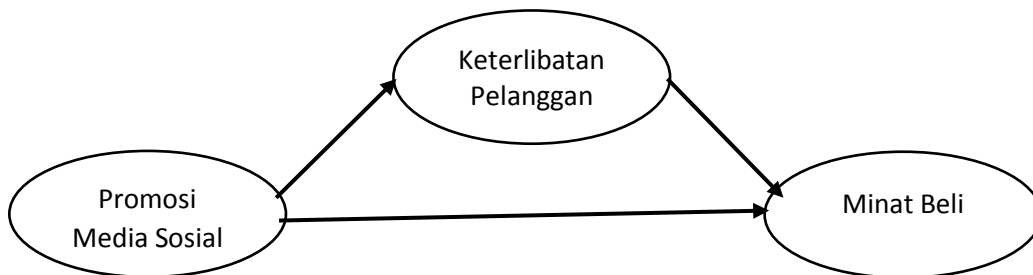 Keterlibatan
Pelanggan
Promosi
Media Sosial
Minat Beli